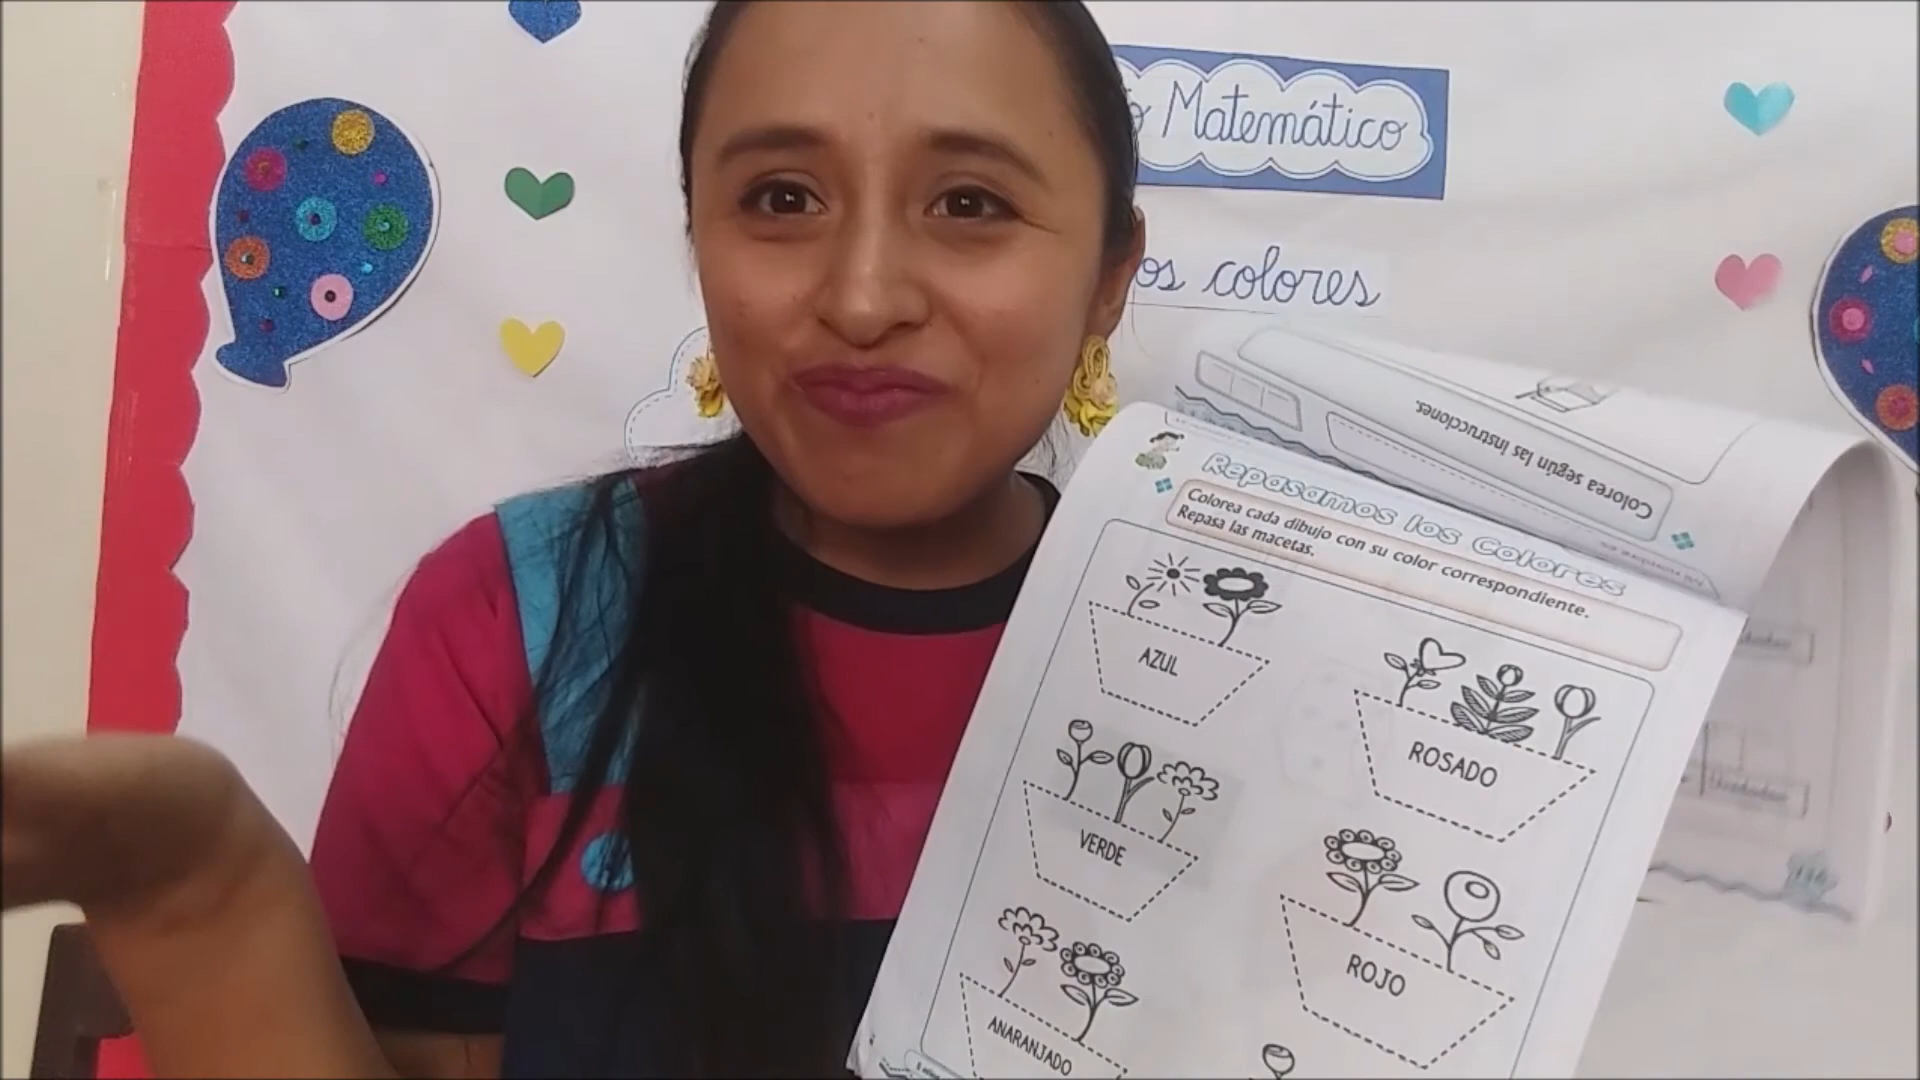 Matemático
os colores
Colorea según las instrucciones.
Repasamos los Colores
Colorea cada dibujo con su color correspondiente.
Repasa las macetas.
AZUL
ROSADO
VERDE
ROJO
ANARANJADO